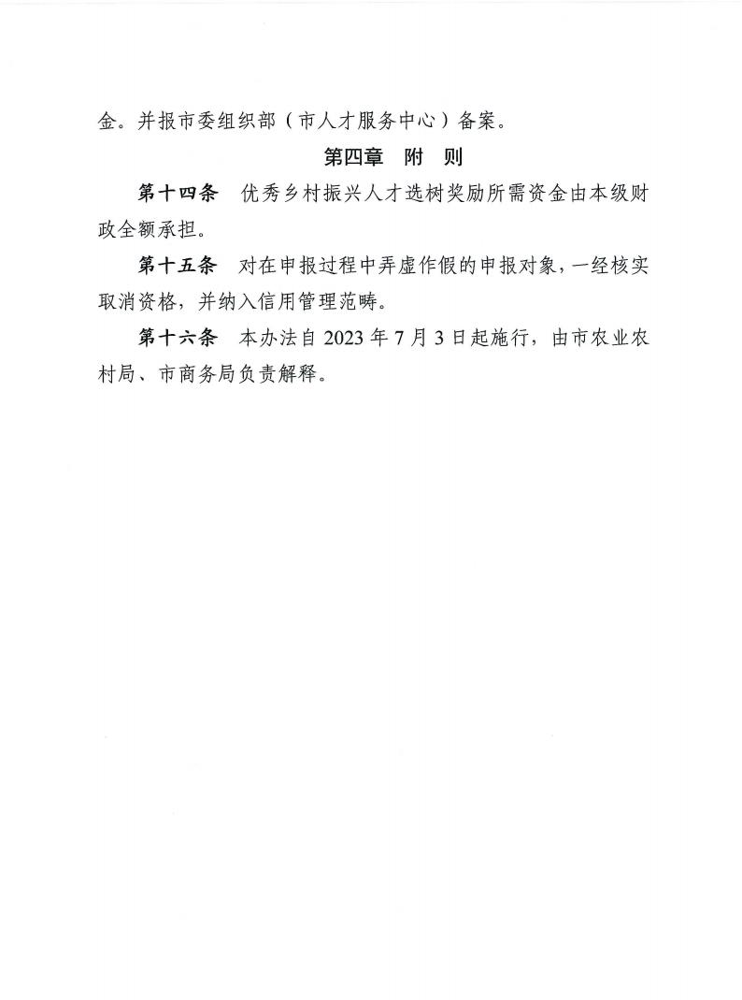 金。并报市委组织部（市人才服务中心）备案。
第四章 附 则
第十四条 优秀乡村振兴人才选树奖励所需资金由本级财
政全额承担。
第十五条 对在申报过程中弄虚作假的申报对象，一经核实
取消资格，并纳入信用管理范畴。
第十六条 本办法自 2023 年 7 月 3 日起施行，由市农业农
村局、市商务局负责解释。